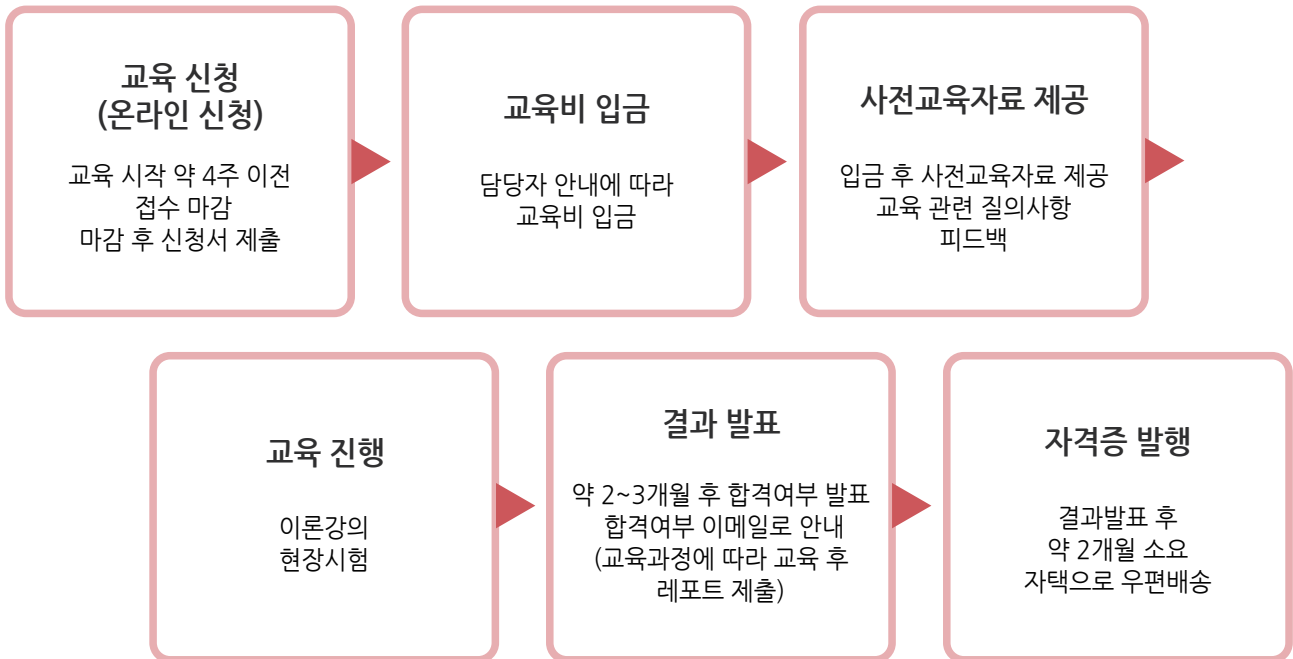 교육 신청
(온라인 신청)
교육 시작 약 4주 이전
접수 마감
마감 후 신청서 제출
교육비 입금
담당자 안내에 따라
교육비 입금
사전교육자료 제공
입금 후 사전교육자료 제공
교육 관련 질의사항
피드백
교육 진행
이론강의
현장시험
결과 발표
약 2~3개월 후 합격여부 발표
합격여부 이메일로 안내
(교육과정에 따라 교육 후
레포트 제출)
자격증 발행
결과발표 후
약 2개월 소요
자택으로 우편배송